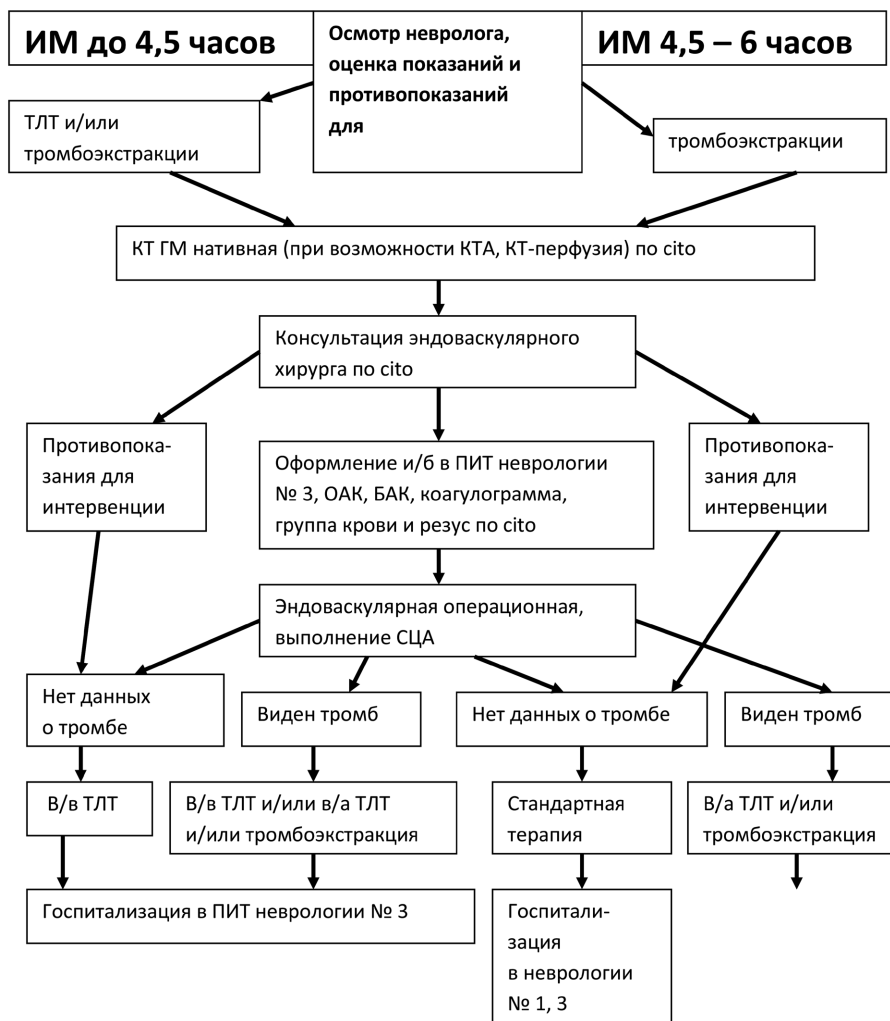 ИМ до 4,5 часов
Осмотр невролога,
оценка показаний и
противопоказаний
для
ИМ 4,5 – 6 часов
ТЛТ и/или
тромбоэкстракции
тромбоэкстракции
КТ ГМ нативная (при возможности КТА, КТ-перфузия) по cito
Консультация эндоваскулярного
хирурга по cito
Противопока-
зания для
интервенции
Оформление и/б в ПИТ неврологии
№ 3, ОАК, БАК, коагулограмма,
группа крови и резус по cito
Противопока-
зания для
интервенции
Эндоваскулярная операционная,
выполнение СЦА
Нет данных
о тромбе
Виден тромб
Нет данных о тромбе
Виден тромб
В/в ТЛТ
В/в ТЛТ и/или в/а ТЛТ
и/или тромбоэкстракция
Стандартная
терапия
В/а ТЛТ и/или
тромбоэкстракция
Госпитализация в ПИТ неврологии № 3
Госпитали-
зация
в неврологии
№ 1, 3